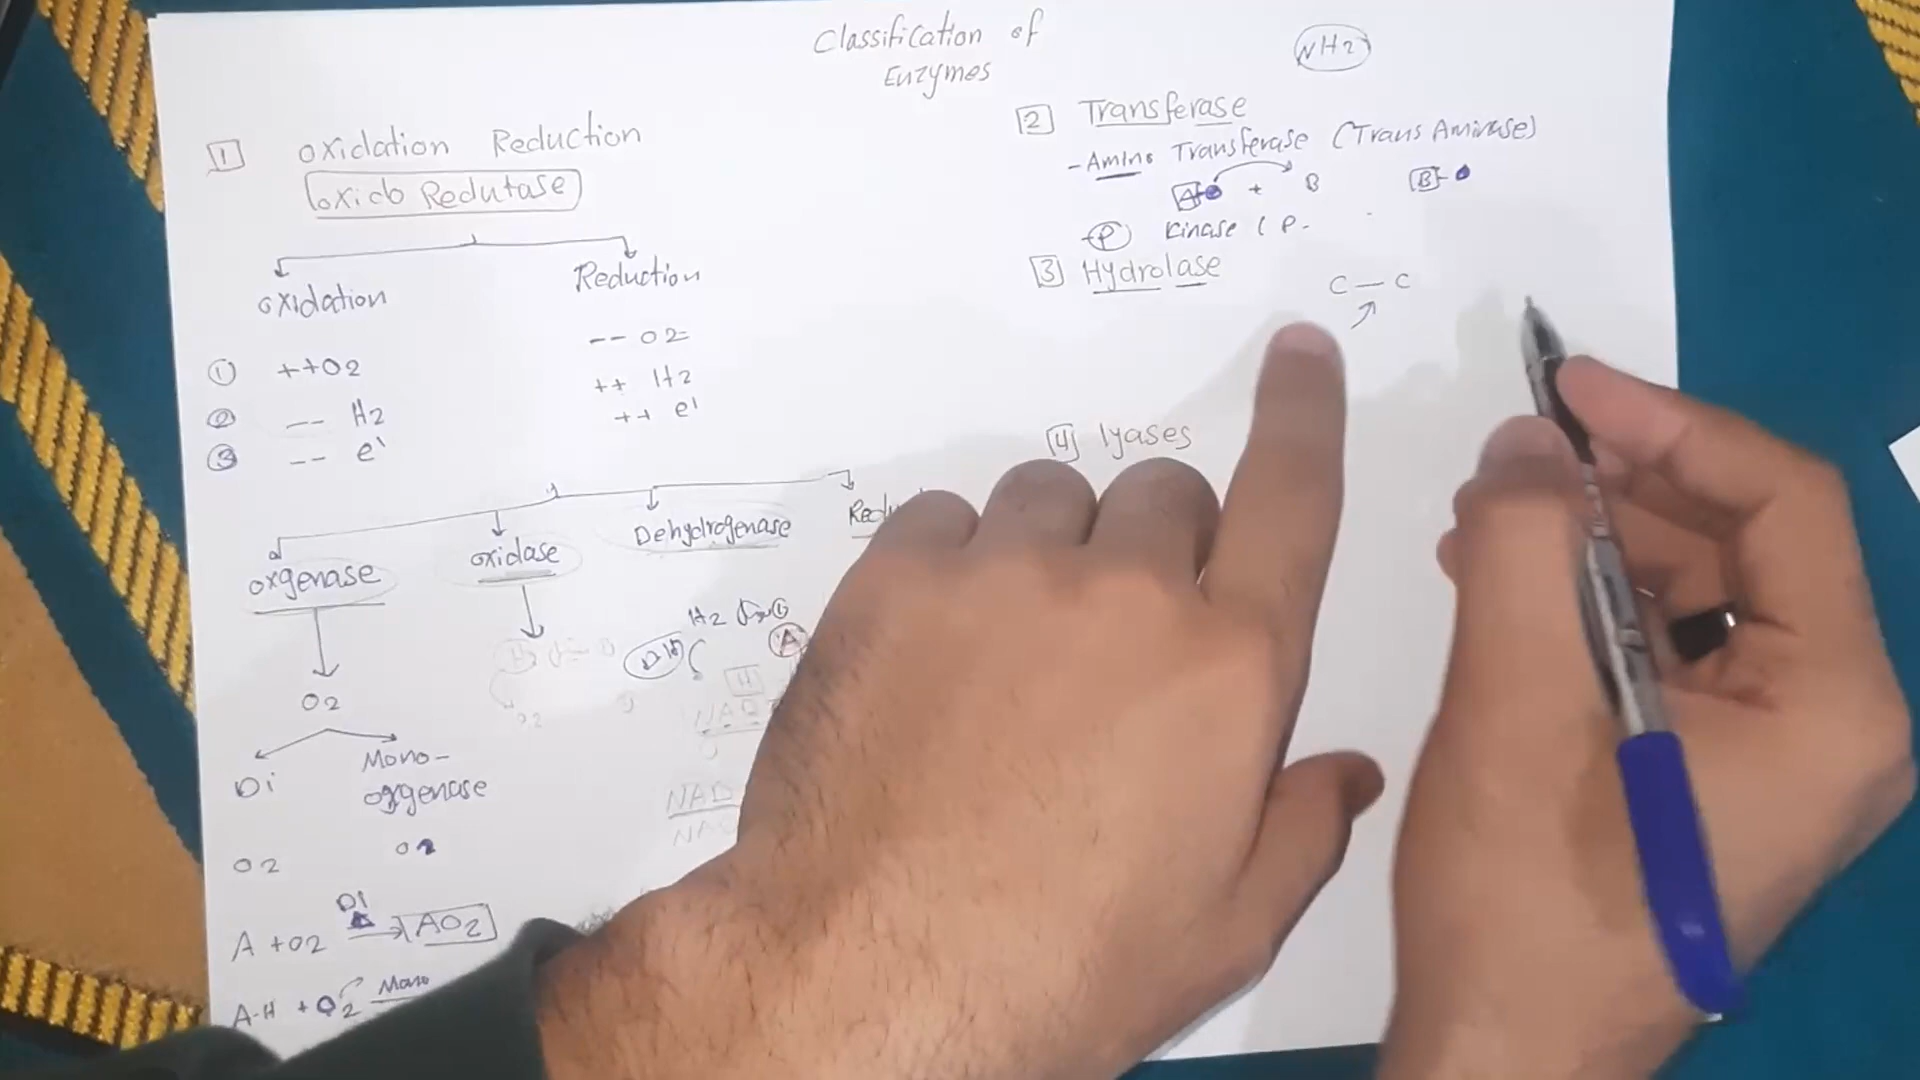 Classification of
Enzymes
1 oxidation Reduction
oxido Redutase
oxidation
Reduction
1 ++O2
2 -- H2
3 -- e'
-- O2
++ H2
++ e'
oxgenase
oxidase
Dehydrogenase
O2
Di
Mono-
oggenase
O2
O2
A + O2 Di → AO2
A-H + O2 Mono
H2
A
H
NAD
NH2
2 Transferase
- Amino Transferase (Trans Aminase)
A + B B
-P Kinase ( P-
3 Hydrolase
C — C
4 lyases